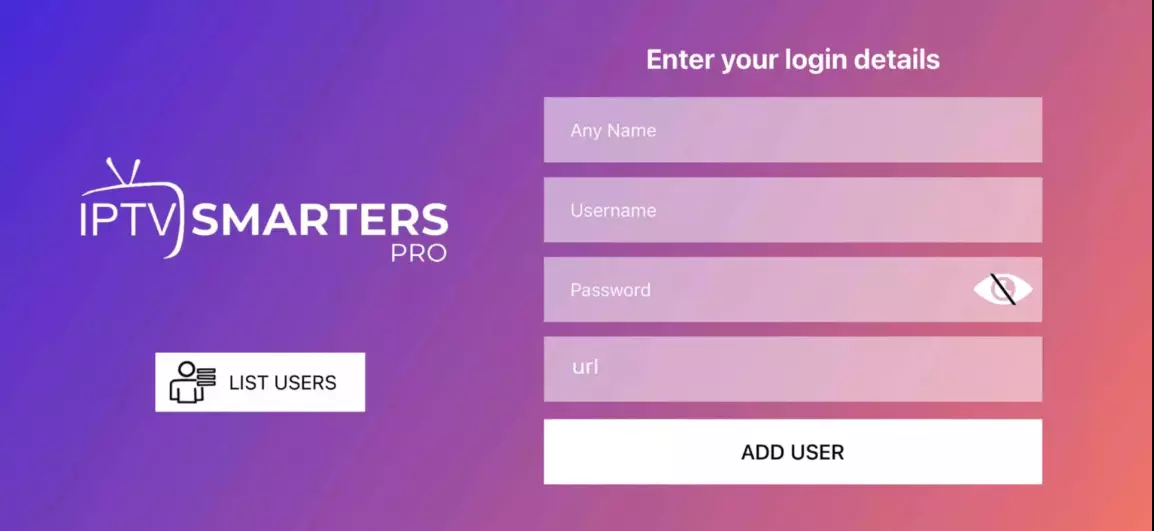 Enter your login details
Any Name
Username
Password
url
ADD USER
IPTV SMARTERS
PRO
LIST USERS